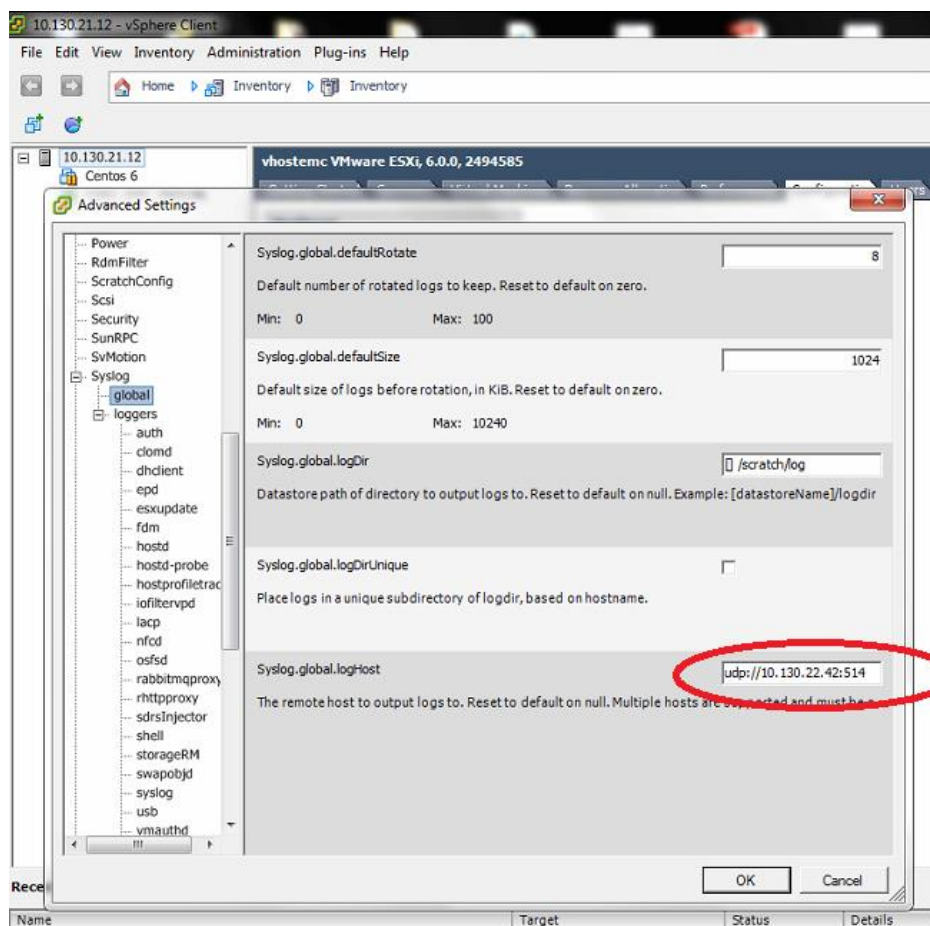 10.130.21.12 - vSphere Client
File Edit View Inventory Administration Plug-ins Help
Home Inventory Inventory
10.130.21.12
Centos 6
vhostemc VMware ESXi, 6.0.0, 2494585
Advanced Settings
Power
RdmFilter
ScratchConfig
Scsi
Security
SunRPC
SvMotion
Syslog
global
loggers
auth
clomd
dhclient
epd
esxupdate
fdm
hostd
hostd-probe
hostprofiletrac
iofiltervpd
lacp
nfcd
osfsd
rabbitmqproxy
rhttpproxy
sdrsInjector
shell
storageRM
swapobjd
syslog
usb
vmauthd
Syslog.global.defaultRotate 8
Default number of rotated logs to keep. Reset to default on zero.
Min: 0 Max: 100
Syslog.global.defaultSize 1024
Default size of logs before rotation, in KiB. Reset to default on zero.
Min: 0 Max: 10240
Syslog.global.logDir [] /scratch/log
Datastore path of directory to output logs to. Reset to default on null. Example: [datastoreName]/logdir
Syslog.global.logDirUnique
Place logs in a unique subdirectory of logdir, based on hostname.
Syslog.global.logHost udp://10.130.22.42:514
The remote host to output logs to. Reset to default on null. Multiple hosts are supported and must be
OK Cancel
Rece
Name Target Status Details